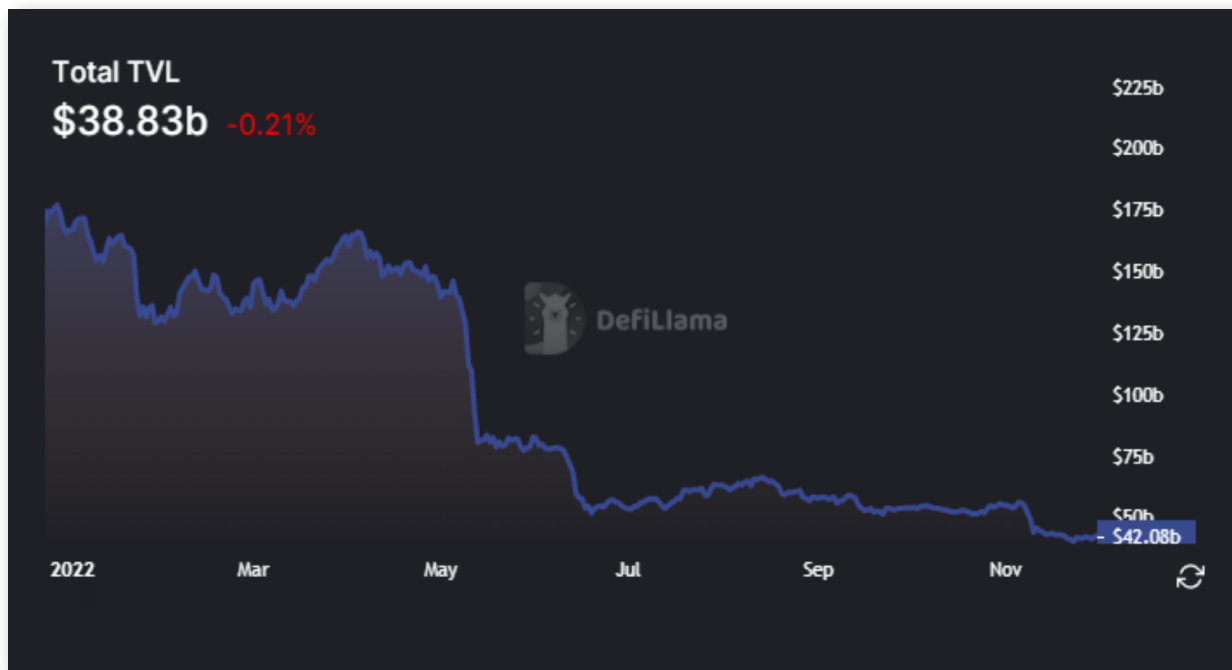 Total TVL
$38.83b -0.21%
$225b
$200b
$175b
$150b
$125b
$100b
$75b
$50b
$42.08b
DefiLlama
2022 Mar May Jul Sep Nov